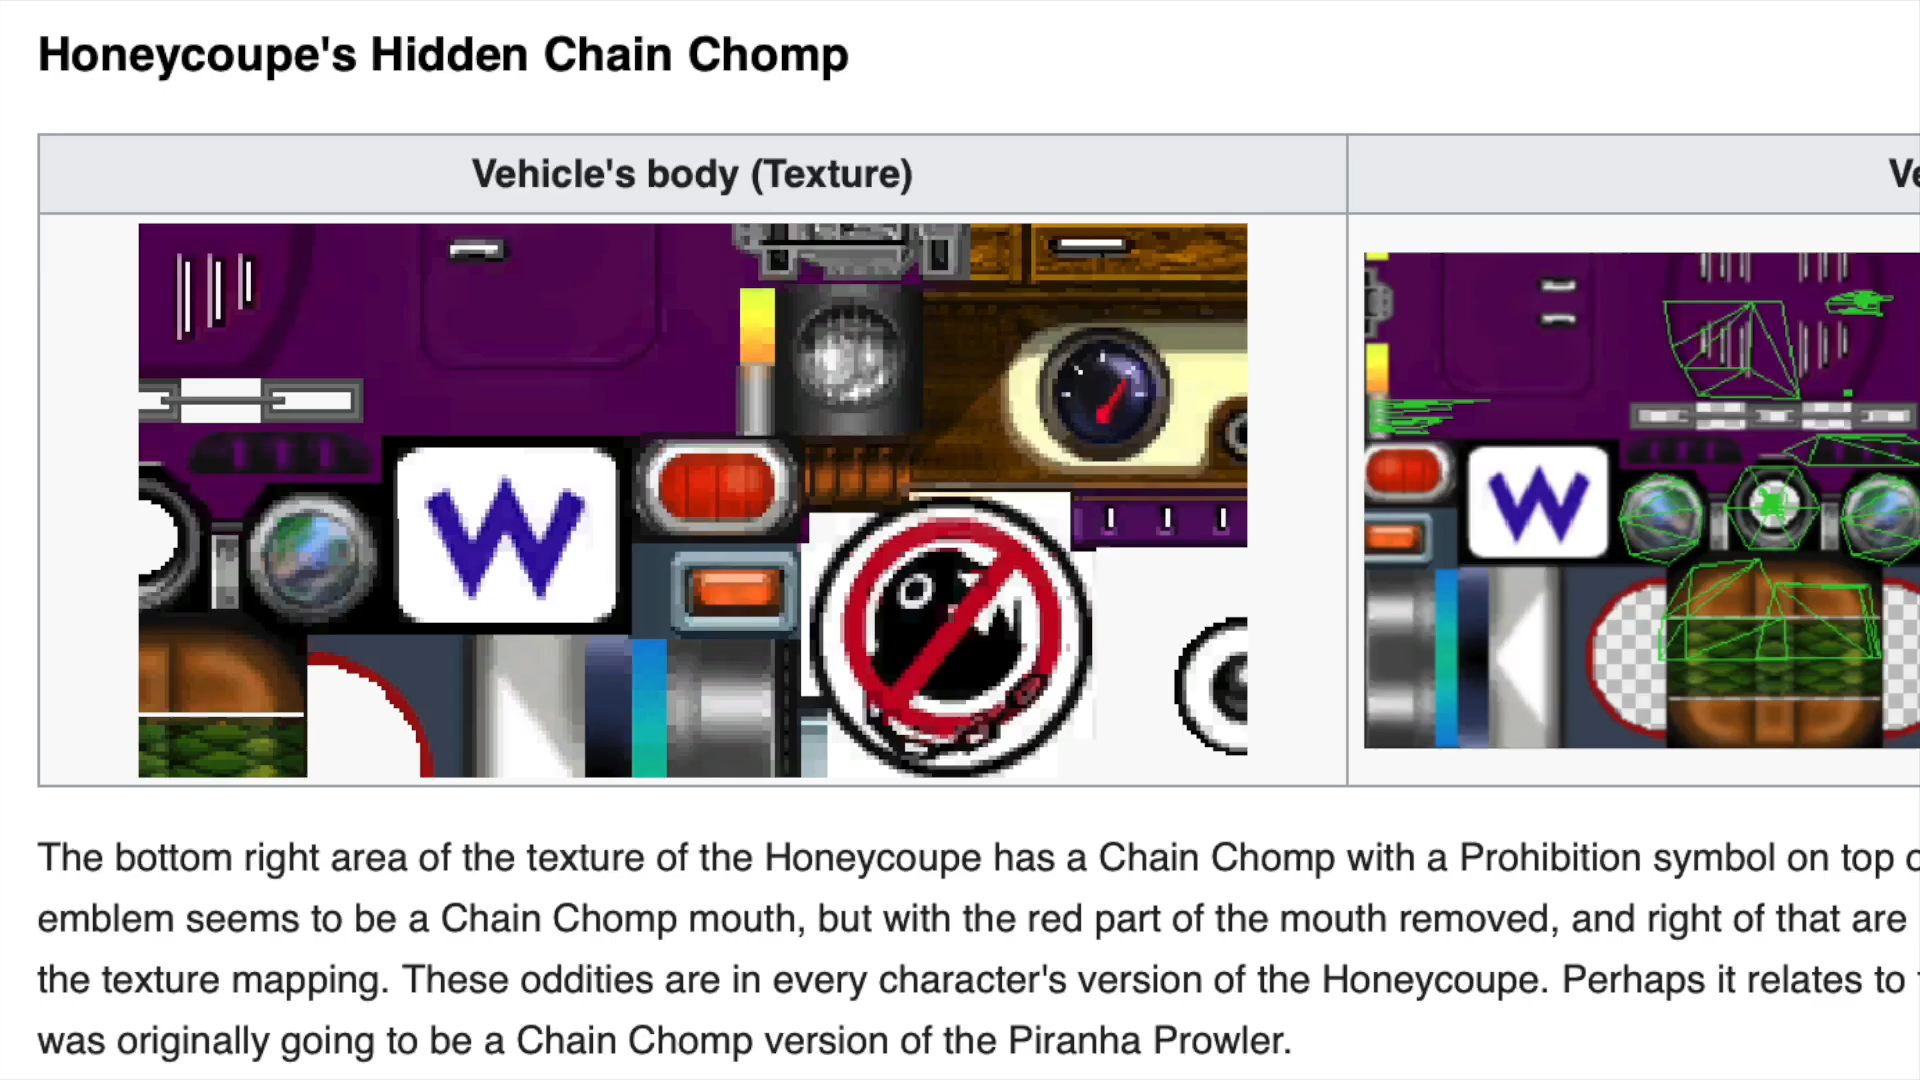 Honeycoupe's Hidden Chain Chomp
Vehicle's body (Texture)
W
W
The bottom right area of the texture of the Honeycoupe has a Chain Chomp with a Prohibition symbol on top
emblem seems to be a Chain Chomp mouth, but with the red part of the mouth removed, and right of that are
the texture mapping. These oddities are in every character's version of the Honeycoupe. Perhaps it relates to
was originally going to be a Chain Chomp version of the Piranha Prowler.